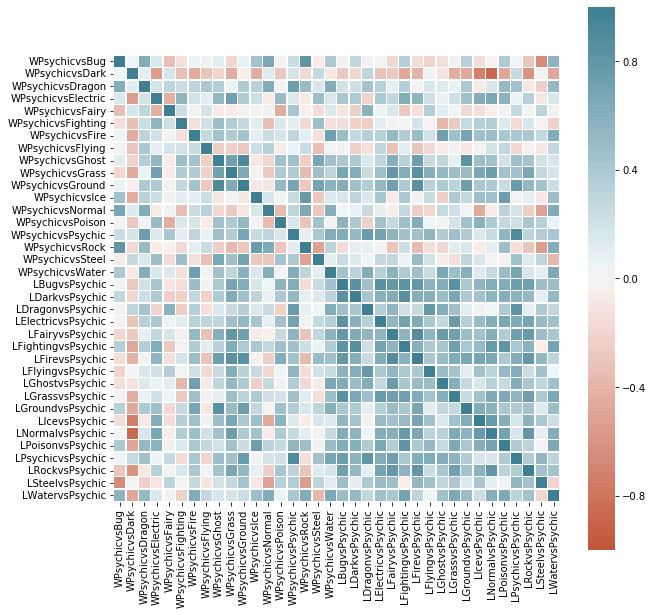 WPsychicvsBug
WPsychicvsDark
WPsychicvsDragon
WPsychicvsElectric
WPsychicvsFairy
WPsychicvsFighting
WPsychicvsFire
WPsychicvsFlying
WPsychicvsGhost
WPsychicvsGrass
WPsychicvsGround
WPsychicvsIce
WPsychicvsNormal
WPsychicvsPoison
WPsychicvsPsychic
WPsychicvsRock
WPsychicvsSteel
WPsychicvsWater
LBugvsPsychic
LDarkvsPsychic
LDragonvsPsychic
LElectricvsPsychic
LFairyvsPsychic
LFightingvsPsychic
LFirevsPsychic
LFlyingvsPsychic
LGhostvsPsychic
LGrassvsPsychic
LGroundvsPsychic
LIcevsPsychic
LNormalvsPsychic
LPoisonvsPsychic
LPsychicvsPsychic
LRockvsPsychic
LSteelvsPsychic
LWatervsPsychic
WPsychicvsBug
WPsychicvsDark
WPsychicvsDragon
WPsychicvsElectric
WPsychicvsFairy
WPsychicvsFighting
WPsychicvsFire
WPsychicvsFlying
WPsychicvsGhost
WPsychicvsGrass
WPsychicvsGround
WPsychicvsIce
WPsychicvsNormal
WPsychicvsPoison
WPsychicvsPsychic
WPsychicvsRock
WPsychicvsSteel
WPsychicvsWater
LBugvsPsychic
LDarkvsPsychic
LDragonvsPsychic
LElectricvsPsychic
LFairyvsPsychic
LFightingvsPsychic
LFirevsPsychic
LFlyingvsPsychic
LGhostvsPsychic
LGrassvsPsychic
LGroundvsPsychic
LIcevsPsychic
LNormalvsPsychic
LPoisonvsPsychic
LPsychicvsPsychic
LRockvsPsychic
LSteelvsPsychic
LWatervsPsychic
0.8
0.4
0.0
−0.4
−0.8